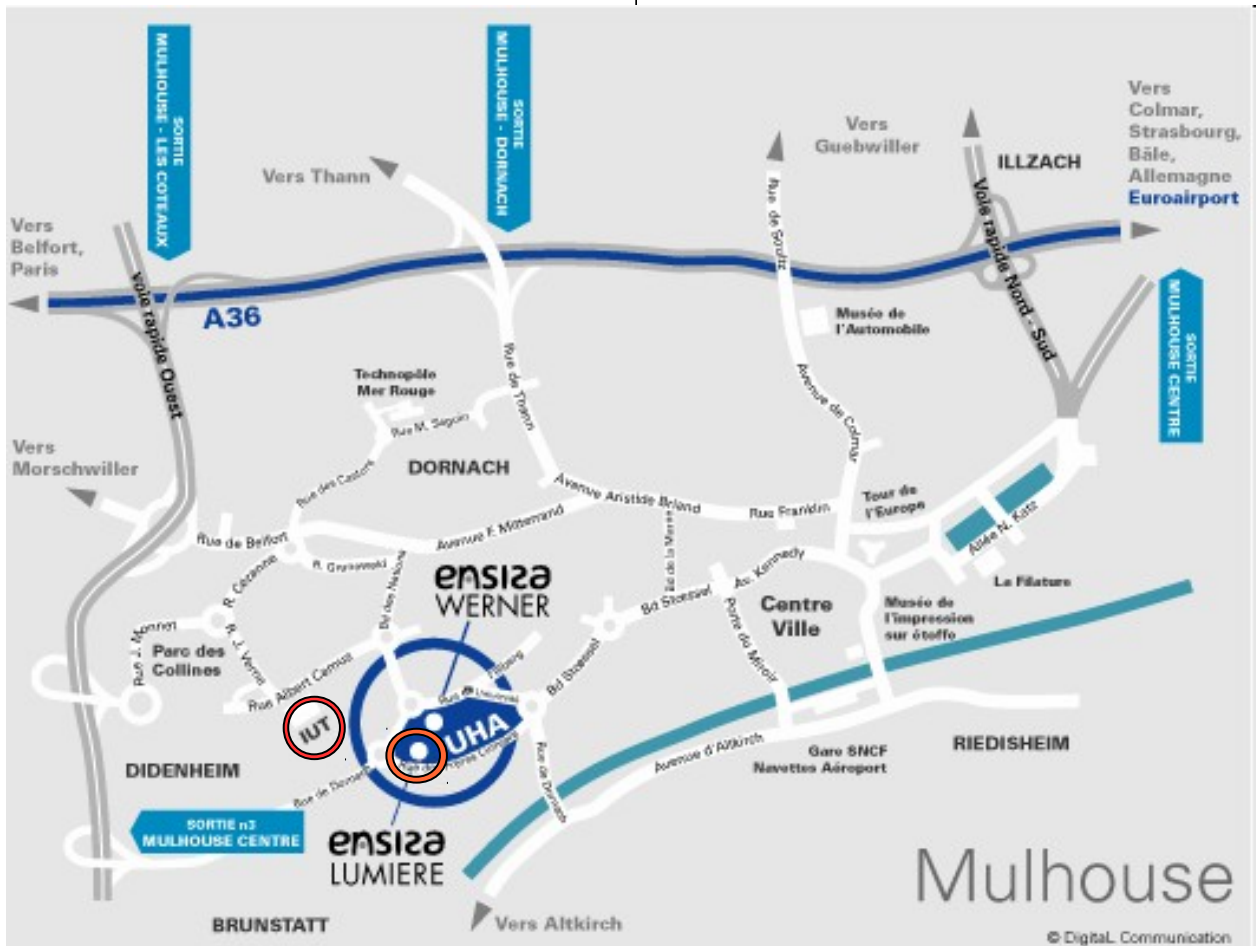 SORTIE
MULHOUSE - LES COTEAUX
SORTIE
MULHOUSE - DORNACH
Vers
Colmar,
Strasbourg,
Bâle,
Allemagne
Euroairport
Vers
Guebwiller
ILLZACH
Vers Thann
Vers
Belfort,
Paris
A36
Voie rapide Ouest
Rue de Soultz
Voie rapide Nord - Sud
SORTIE
MULHOUSE CENTRE
Musée de
l'Automobile
Technopôle
Mer Rouge
Rue de Thann
Avenue de Colmar
Rue M. Seguin
Vers
Morschwiller
DORNACH
Rue des Castors
Avenue Aristide Briand
Rue Franklin
Tour de
l'Europe
Allée N. Katz
Rue de Belfort
Avenue F. Mitterrand
Av. Kennedy
La Filature
R. Cézanne
Bd des Nations
ensisa
WERNER
Bd Stoessel
Porte du Miroir
Centre
Ville
Musée de
l'impression
sur étoffe
Rue J. Monnet
R. J. Verne
Parc des
Collines
Rue Albert Camus
Bd Stoessel
IUT
UHA
DIDENHEIM
Rue de Dornach
Avenue d'Altkirch
Gare SNCF
Navettes Aéroport
RIEDISHEIM
SORTIE n3
MULHOUSE CENTRE
ensisa
LUMIERE
Mulhouse
BRUNSTATT
Vers Altkirch
© DigitaL Communication